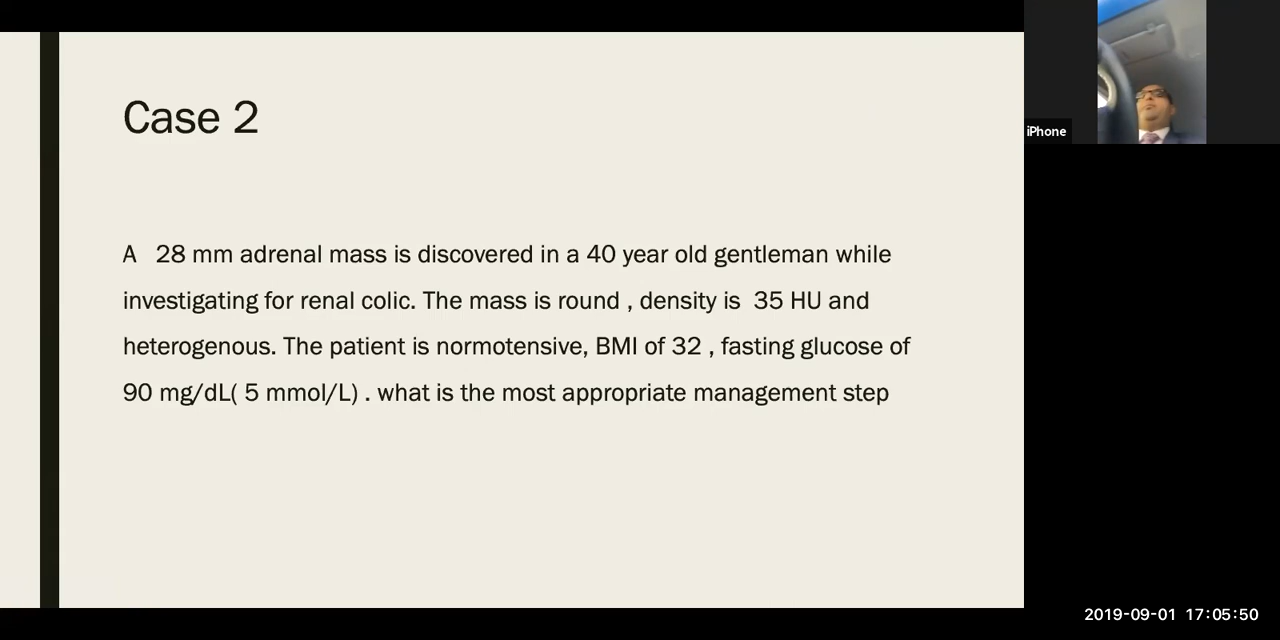 Case 2
A 28 mm adrenal mass is discovered in a 40 year old gentleman while
investigating for renal colic. The mass is round , density is 35 HU and
heterogenous. The patient is normotensive, BMI of 32 , fasting glucose of
90 mg/dL( 5 mmol/L) . what is the most appropriate management step
iPhone
2019-09-01 17:05:50